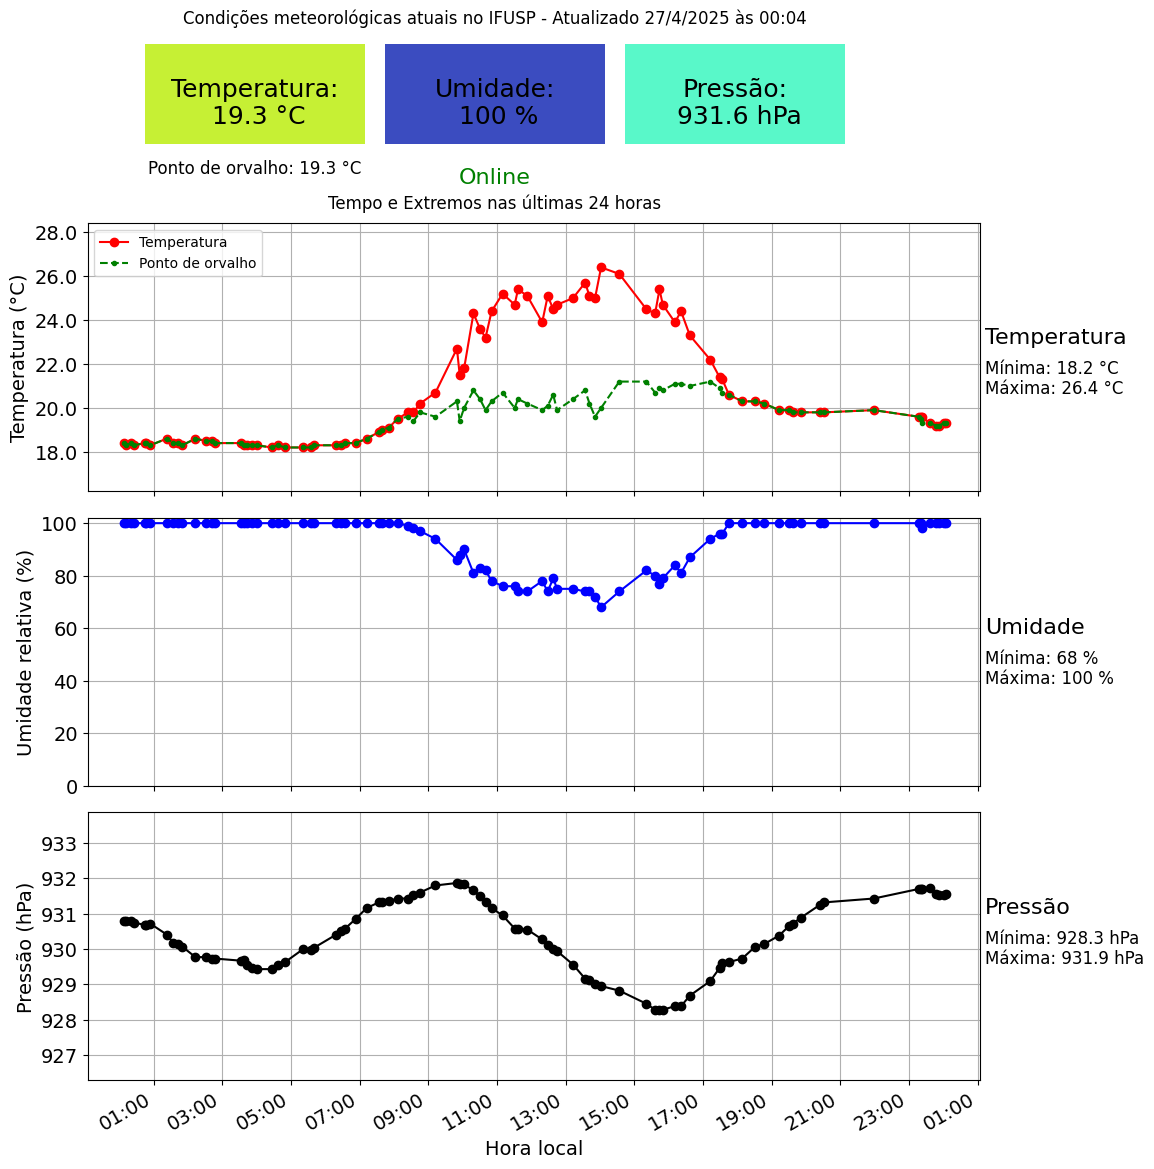 Condições meteorológicas atuais no IFUSP - Atualizado 27/4/2025 às 00:04
Temperatura:
19.3 °C
Umidade:
100 %
Pressão:
931.6 hPa
Ponto de orvalho: 19.3 °C
Online
Tempo e Extremos nas últimas 24 horas
Temperatura (°C)
28.0
26.0
24.0
22.0
20.0
18.0
Temperatura
Ponto de orvalho
Temperatura
Mínima: 18.2 °C
Máxima: 26.4 °C
Umidade relativa (%)
100
80
60
40
20
0
Umidade
Mínima: 68 %
Máxima: 100 %
Pressão (hPa)
933
932
931
930
929
928
927
Pressão
Mínima: 928.3 hPa
Máxima: 931.9 hPa
01:00 03:00 05:00 07:00 09:00 11:00 13:00 15:00 17:00 19:00 21:00 23:00 01:00
Hora local